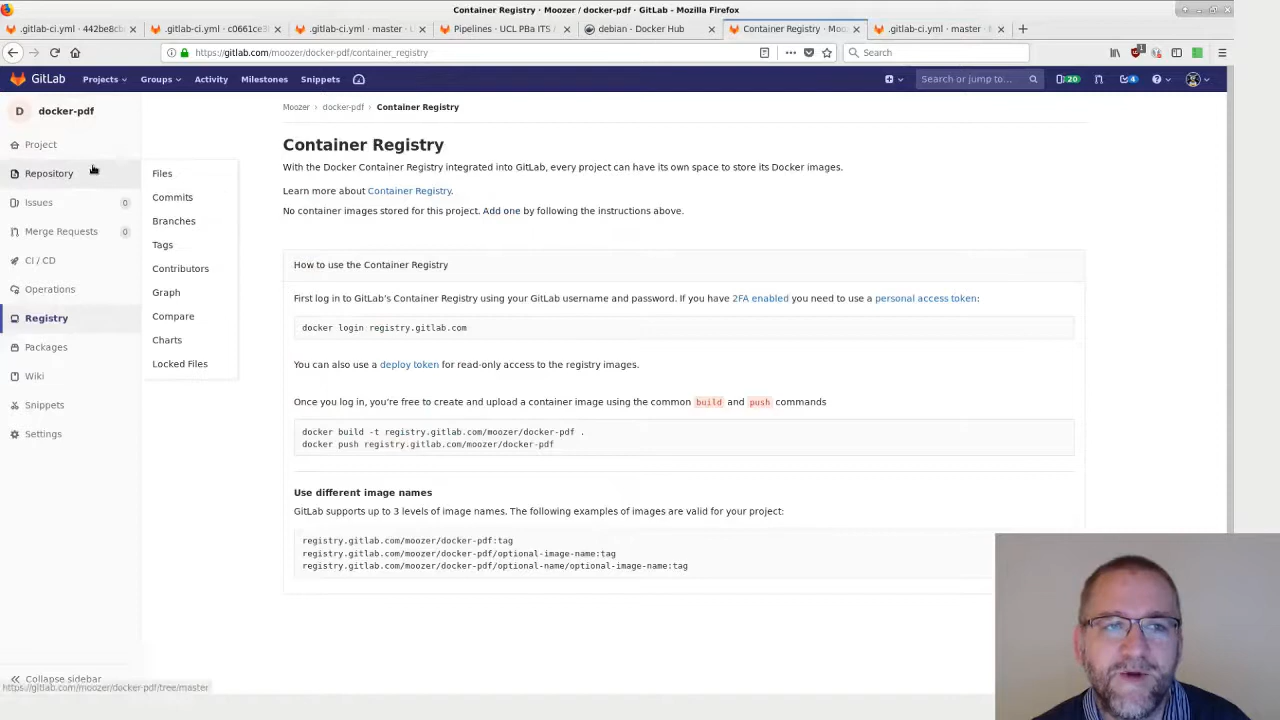 Container Registry · Moozer / docker-pdf · GitLab - Mozilla Firefox
.gitlab-ci.yml · 442be8
.gitlab-ci.yml · c0661ce3
.gitlab-ci.yml · master · U
Pipelines · UCL PBa ITS /
debian - Docker Hub
Container Registry · Moo
.gitlab-ci.yml · master ·
https://gitlab.com/moozer/docker-pdf/container_registry
Search
GitLab Projects Groups Activity Milestones Snippets
Search or jump to...
20
4
D docker-pdf
Project
Repository
Issues 0
Merge Requests 0
CI / CD
Operations
Registry
Packages
Wiki
Snippets
Settings
Collapse sidebar
https://gitlab.com/moozer/docker-pdf/tree/master
Files
Commits
Branches
Tags
Contributors
Graph
Compare
Charts
Locked Files
Moozer › docker-pdf › Container Registry
Container Registry
With the Docker Container Registry integrated into GitLab, every project can have its own space to store its Docker images.
Learn more about Container Registry.
No container images stored for this project. Add one by following the instructions above.
How to use the Container Registry
First log in to GitLab's Container Registry using your GitLab username and password. If you have 2FA enabled you need to use a personal access token:
docker login registry.gitlab.com
You can also use a deploy token for read-only access to the registry images.
Once you log in, you're free to create and upload a container image using the common build and push commands
docker build -t registry.gitlab.com/moozer/docker-pdf .
docker push registry.gitlab.com/moozer/docker-pdf
Use different image names
GitLab supports up to 3 levels of image names. The following examples of images are valid for your project:
registry.gitlab.com/moozer/docker-pdf:tag
registry.gitlab.com/moozer/docker-pdf/optional-image-name:tag
registry.gitlab.com/moozer/docker-pdf/optional-name/optional-image-name:tag